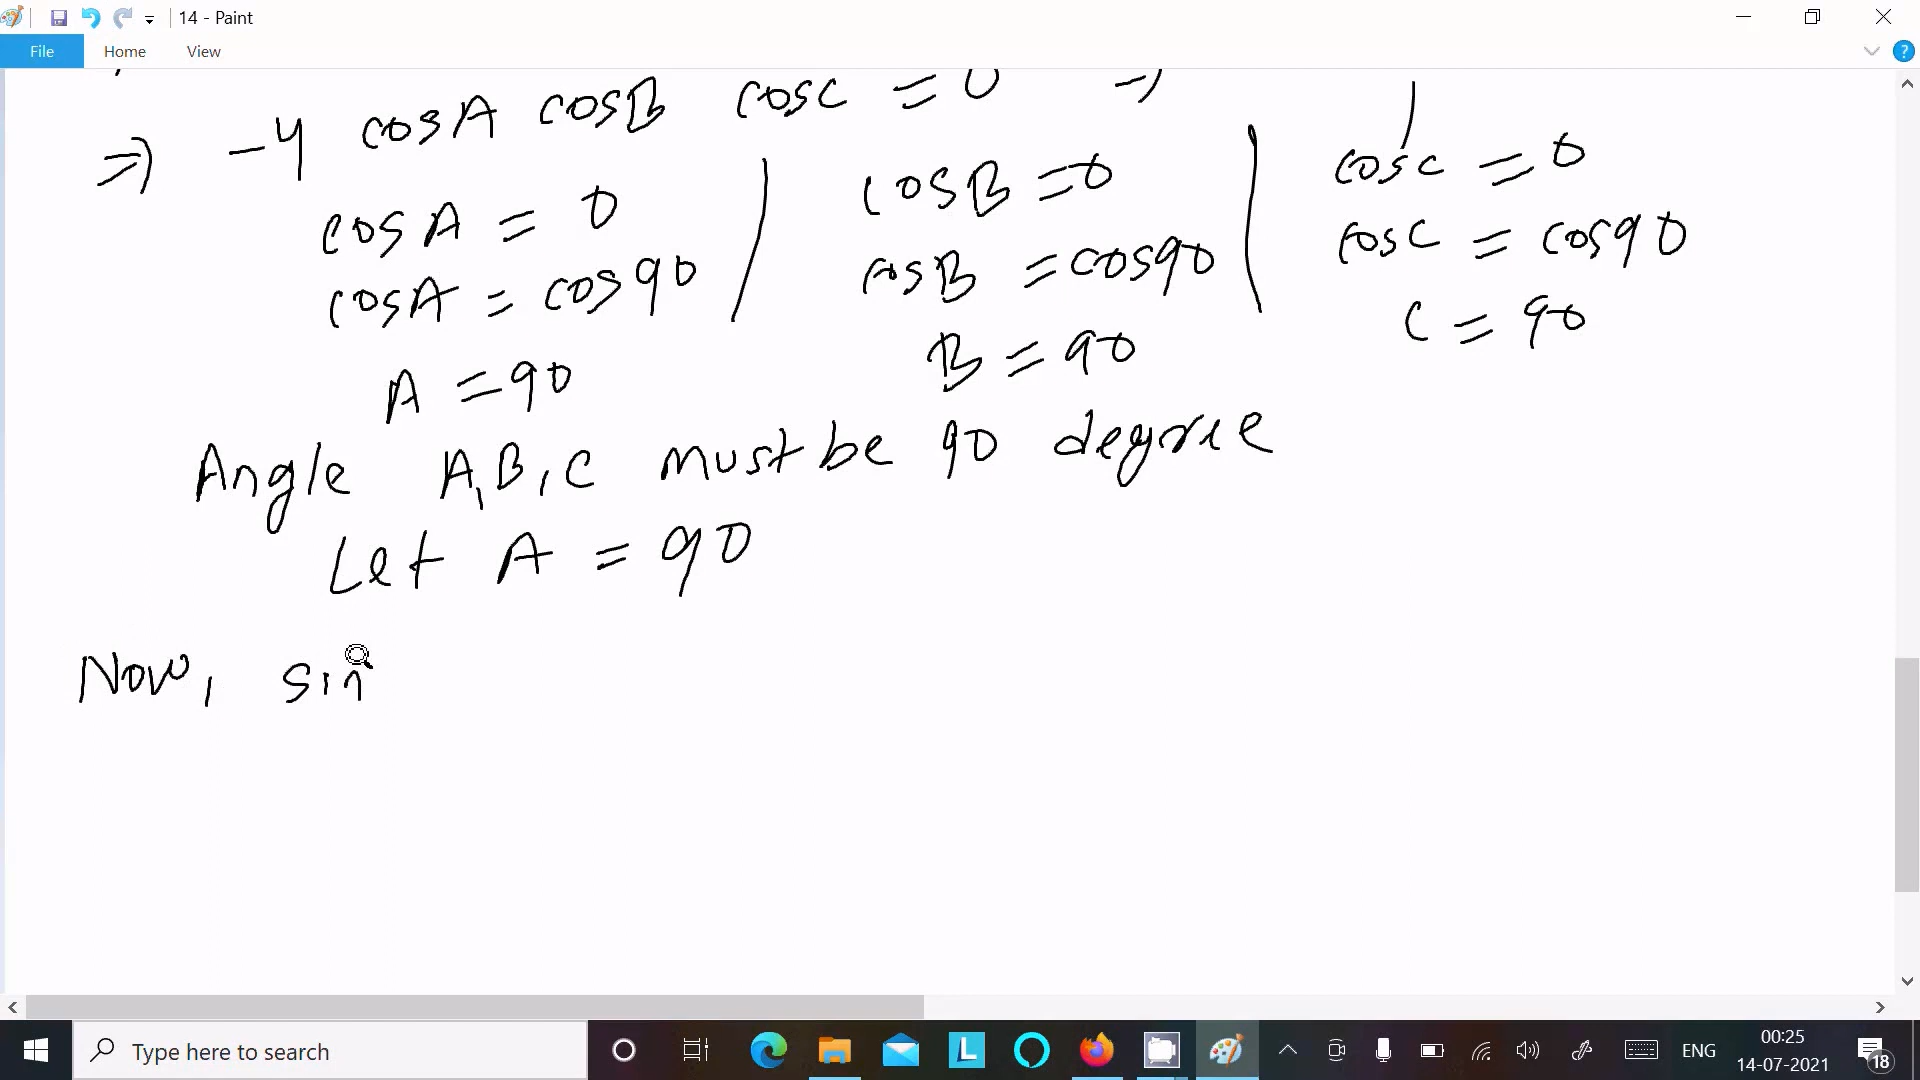 14 - Paint
File Home View
⇒ -4 cosA cosB cosC = 0 ⇒
cosA = 0
cosB = 0
cosC = 0
cosA = cos90
cosB = cos90
cosC = cos90
A = 90
B = 90
C = 90
Angle A, B, C must be 90 degree
Let A = 90
Now, sin
Type here to search
L
ENG
00:25
14-07-2021
18